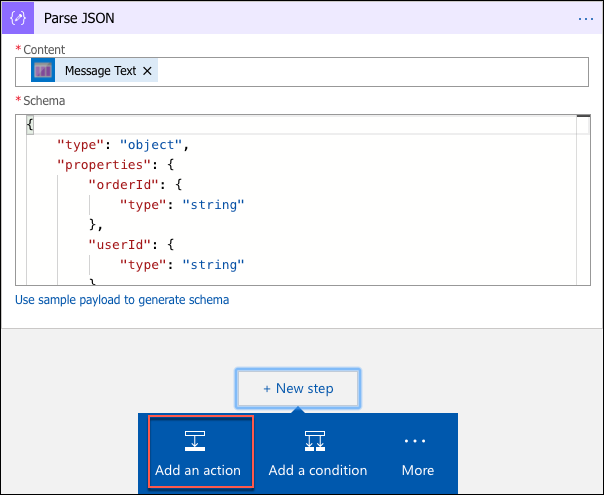 Parse JSON
...
* Content
Message Text ×
* Schema
{
"type": "object",
"properties": {
"orderId": {
"type": "string"
},
"userId": {
"type": "string"
}
Use sample payload to generate schema
+ New step
Add an action
Add a condition
...
More